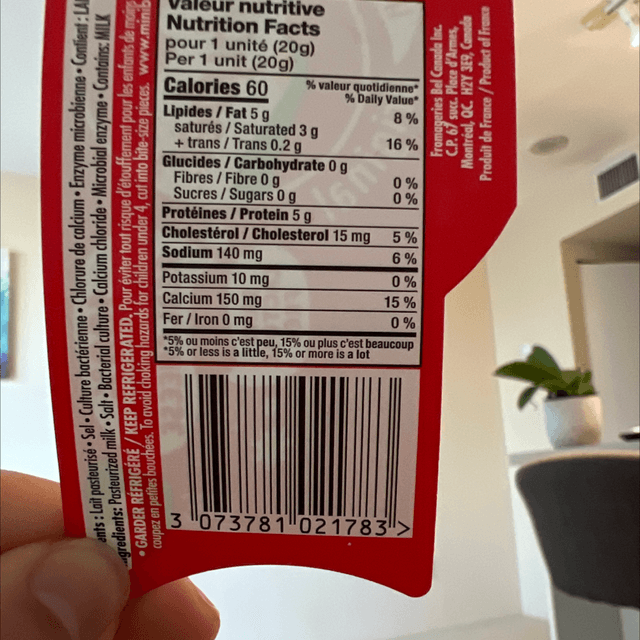 Valeur nutritive
Nutrition Facts
pour 1 unité (20g)
Per 1 unit (20g)
Calories 60
% valeur quotidienne*
% Daily Value*
Lipides / Fat 5 g 8 %
saturés / Saturated 3 g
+ trans / Trans 0.2 g 16 %
Glucides / Carbohydrate 0 g
Fibres / Fibre 0 g 0 %
Sucres / Sugars 0 g 0 %
Protéines / Protein 5 g
Cholestérol / Cholesterol 15 mg 5 %
Sodium 140 mg 6 %
Potassium 10 mg 0 %
Calcium 150 mg 15 %
Fer / Iron 0 mg 0 %
*5% ou moins c'est peu, 15% ou plus c'est beaucoup
*5% or less is a little, 15% or more is a lot
3 073781 021783 >
ents : Lait pasteurisé • Sel • Culture bactérienne • Chlorure de calcium • Enzyme microbienne • Contient : LAI
gredients: Pasteurized milk • Salt • Bacterial culture • Calcium chloride • Microbial enzyme • Contains: MILK
• GARDER RÉFRIGÉRÉ / KEEP REFRIGERATED. Pour éviter tout risque d'étouffement pour les enfants de moins
coupez en petites bouchées. To avoid choking hazards for children under 4, cut into bite-size pieces. www.minib
Fromageries Bel Canada Inc.
C.P. 67 succ. Place d'Armes,
Montréal, QC. H2Y 3E9, Canada
Produit de France / Product of France